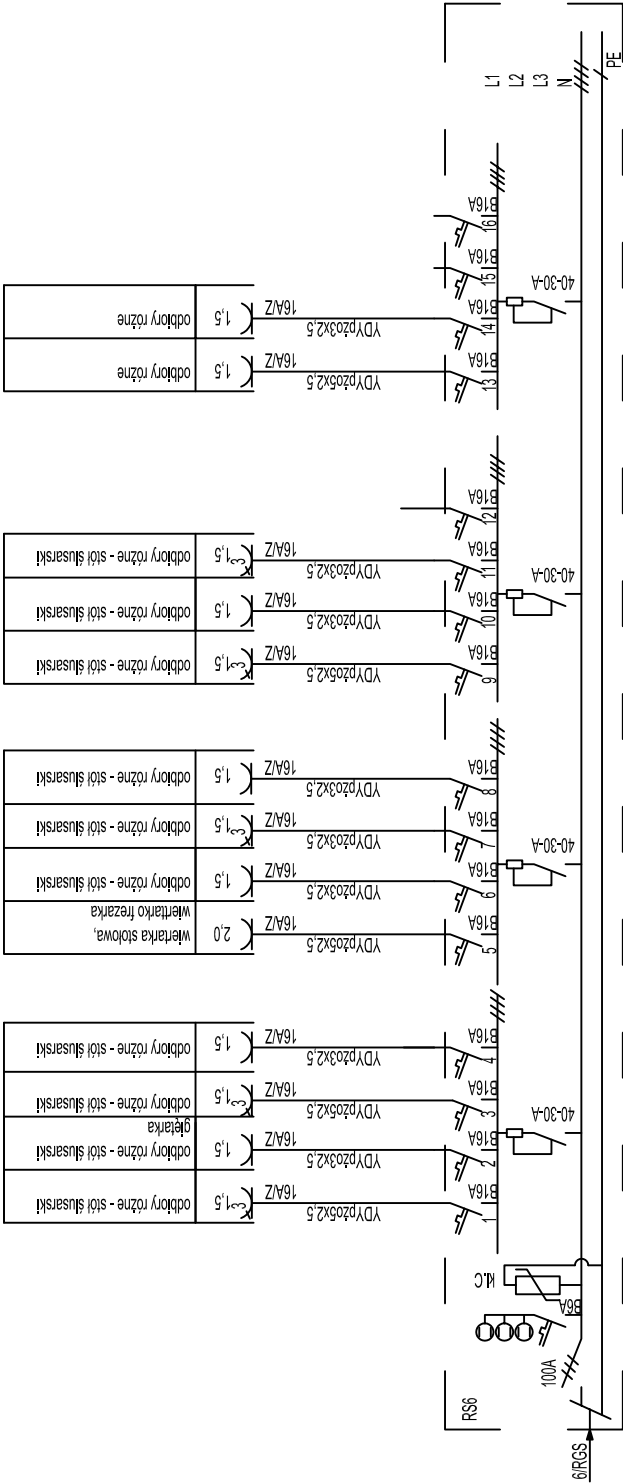 6/RGS
RS6
100A
B6A
kl.C
L1
L2
L3
N
PE
40-30-A
40-30-A
40-30-A
40-30-A
1
B16A
YDYpżo5x2,5
16A/Z
3
1,5
odbiory różne - stół ślusarski
2
B16A
YDYpżo3x2,5
16A/Z
1,5
odbiory różne - stół ślusarski
giętarka
3
B16A
YDYpżo5x2,5
16A/Z
3
1,5
odbiory różne - stół ślusarski
4
B16A
YDYpżo3x2,5
16A/Z
1,5
odbiory różne - stół ślusarski
5
B16A
YDYpżo5x2,5
16A/Z
2,0
wiertarka stołowa,
wierttarko frezarka
6
B16A
YDYpżo3x2,5
16A/Z
1,5
odbiory różne - stół ślusarski
7
B16A
YDYpżo3x2,5
16A/Z
3
1,5
odbiory różne - stół ślusarski
8
B16A
YDYpżo3x2,5
16A/Z
1,5
odbiory różne - stół ślusarski
9
B16A
YDYpżo5x2,5
16A/Z
3
1,5
odbiory różne - stół ślusarski
10
B16A
YDYpżo3x2,5
16A/Z
1,5
odbiory różne - stół ślusarski
11
B16A
YDYpżo3x2,5
16A/Z
3
1,5
odbiory różne - stół ślusarski
12
B16A
13
B16A
YDYpżo5x2,5
16A/Z
1,5
odbiory różne
14
B16A
YDYpżo3x2,5
16A/Z
1,5
odbiory różne
15
B16A
16
B16A